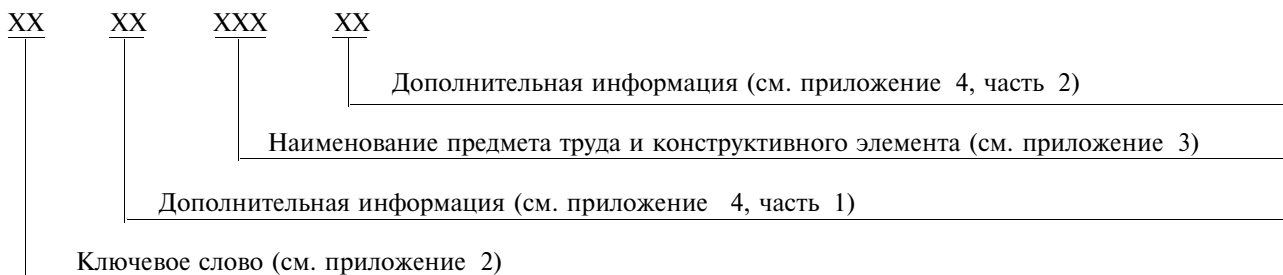 XX XX XXX XX
Дополнительная информация (см. приложение 4, часть 2)
Наименование предмета труда и конструктивного элемента (см. приложение 3)
Дополнительная информация (см. приложение 4, часть 1)
Ключевое слово (см. приложение 2)